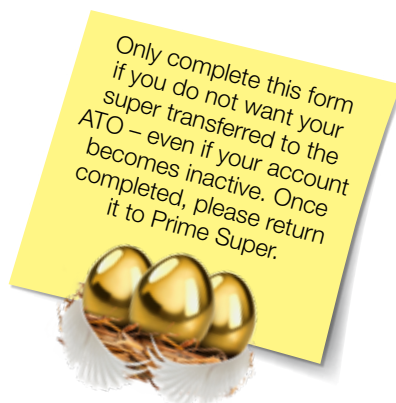 Only complete this form
if you do not want your
super transferred to the
ATO – even if your account
becomes inactive. Once
completed, please return
it to Prime Super.